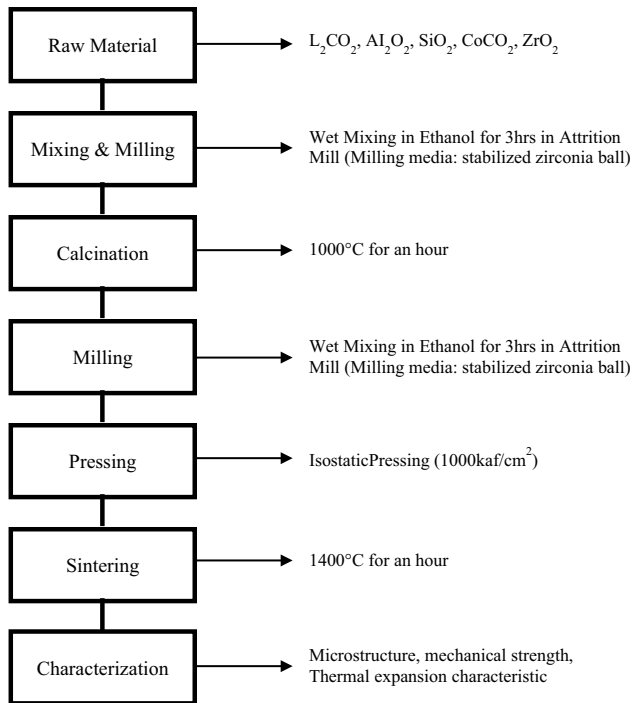 Raw Material
L₂CO₂, AI₂O₂, SiO₂, CoCO₂, ZrO₂
Mixing & Milling
Wet Mixing in Ethanol for 3hrs in Attrition
Mill (Milling media: stabilized zirconia ball)
Calcination
1000°C for an hour
Milling
Wet Mixing in Ethanol for 3hrs in Attrition
Mill (Milling media: stabilized zirconia ball)
Pressing
IsostaticPressing (1000kaf/cm²)
Sintering
1400°C for an hour
Characterization
Microstructure, mechanical strength,
Thermal expansion characteristic